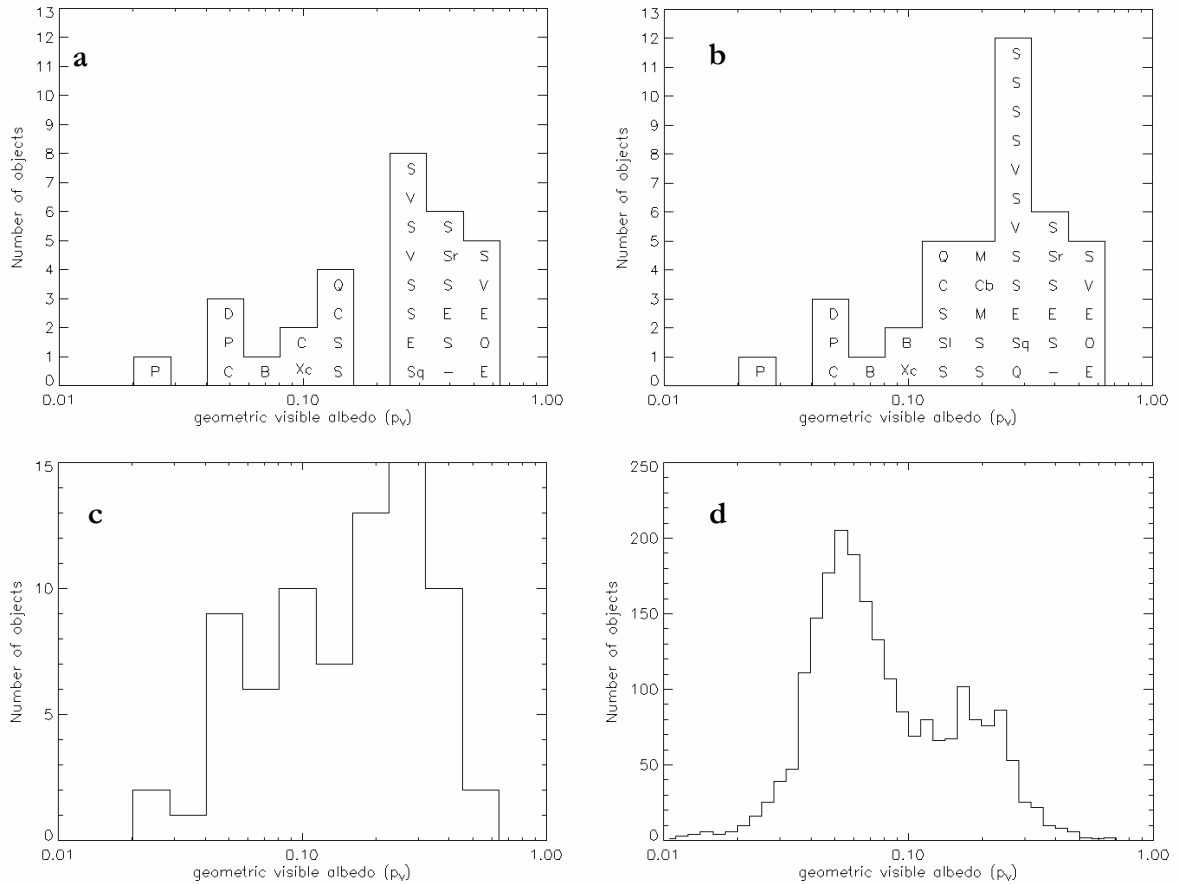 a
13
12
11
10
9
8
7
6
5
4
3
2
1
0
Number of objects
S
V
S S
V Sr S
Q S S V
D C S E E
P C S E S O
P C B Xc S Sq –  E
0.01 0.10 1.00
geometric visible albedo (pv)
b
13
12
11
10
9
8
7
6
5
4
3
2
1
0
Number of objects
S
S
S
S
V
S
V S
Q M S Sr S
C Cb S S V
D S M E E E
P B Sl S Sq S O
P C B Xc S S Q – E
0.01 0.10 1.00
geometric visible albedo (pv)
c
15
10
5
0
Number of objects
0.01 0.10 1.00
geometric visible albedo (pv)
d
250
200
150
100
50
0
Number of objects
0.01 0.10 1.00
geometric visible albedo (pv)